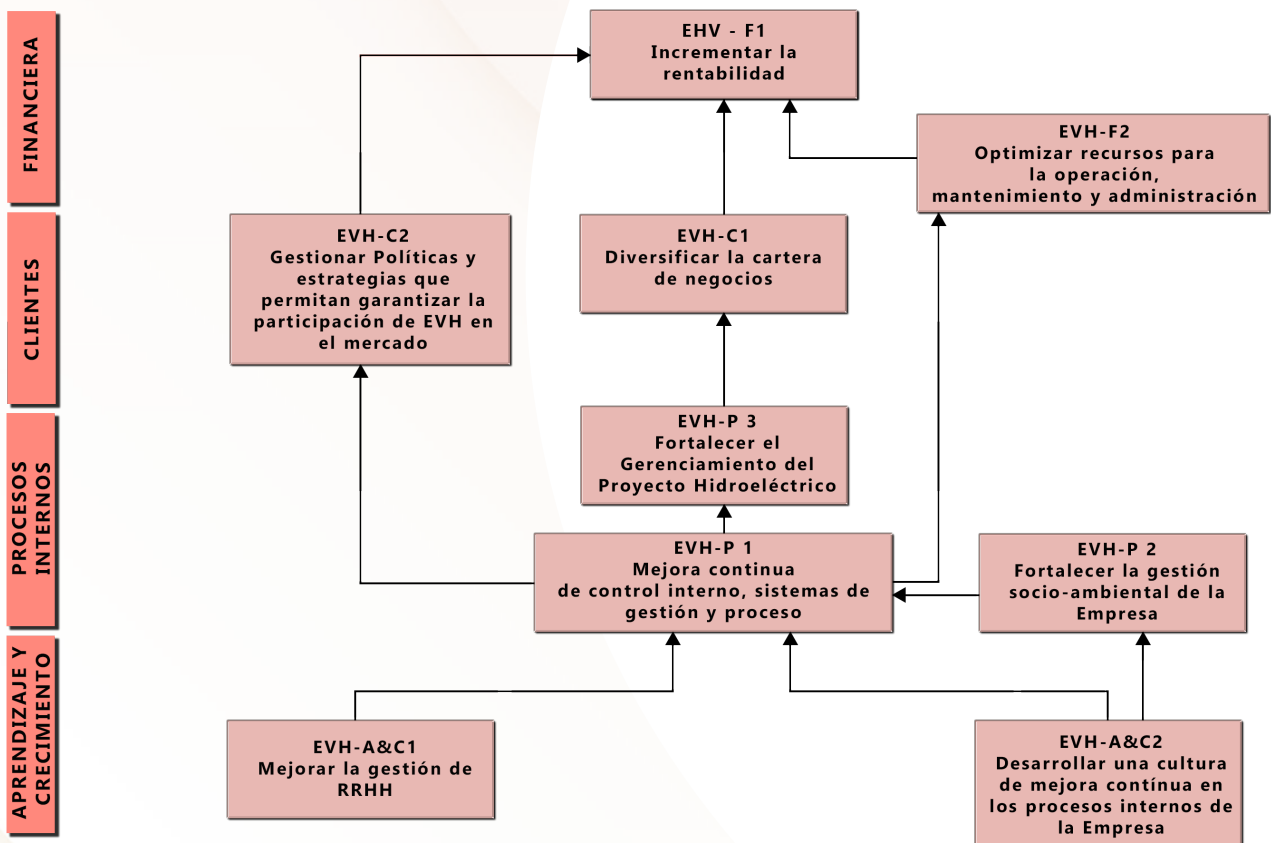 FINANCIERA
EHV - F1
Incrementar la
rentabilidad
EVH-F2
Optimizar recursos para
la operación,
mantenimiento y administración
CLIENTES
EVH-C2
Gestionar Políticas y
estrategias que
permitan garantizar la
participación de EVH en
el mercado
EVH-C1
Diversificar la cartera
de negocios
PROCESOS
INTERNOS
EVH-P 3
Fortalecer el
Gerenciamiento del
Proyecto Hidroeléctrico
EVH-P 1
Mejora continua
de control interno, sistemas de
gestión y proceso
EVH-P 2
Fortalecer la gestión
socio-ambiental de la
Empresa
APRENDIZAJE Y
CRECIMIENTO
EVH-A&C1
Mejorar la gestión de
RRHH
EVH-A&C2
Desarrollar una cultura
de mejora contínua en
los procesos internos de
la Empresa